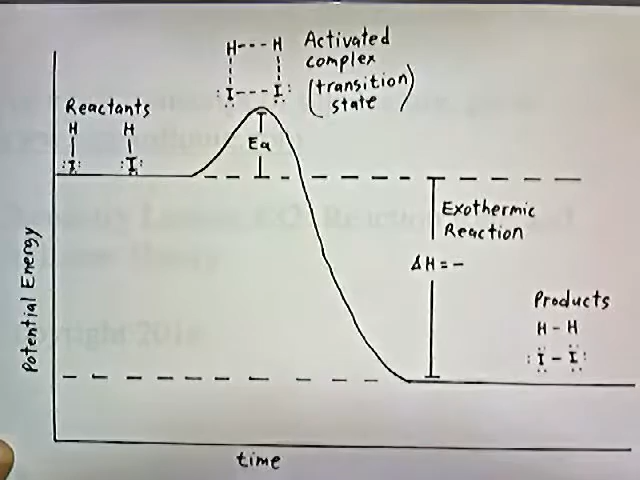 H---H
:I---I:
Activated
complex
(transition
state)
Reactants
H H
:I: :I:
Ea
Exothermic
Reaction
ΔH = -
Products
H-H
:I-I:
Potential Energy
time